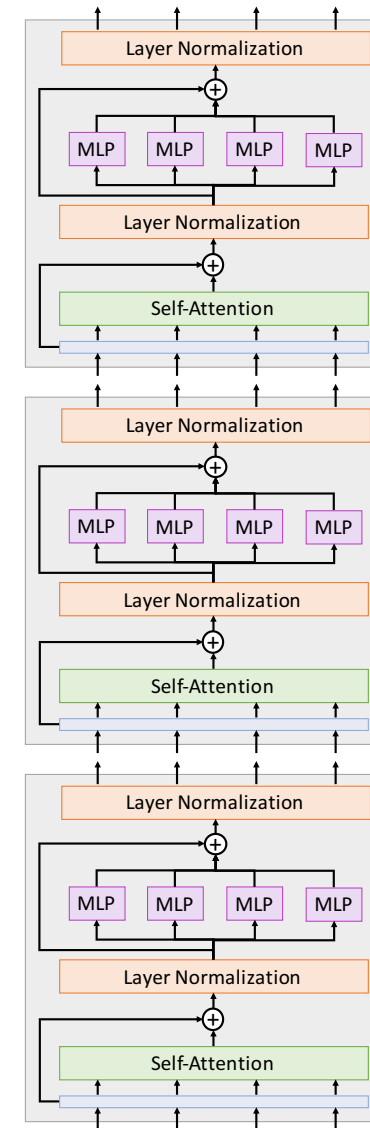 Layer Normalization
+
MLP MLP MLP MLP
Layer Normalization
+
Self-Attention
Layer Normalization
+
MLP MLP MLP MLP
Layer Normalization
+
Self-Attention
Layer Normalization
+
MLP MLP MLP MLP
Layer Normalization
+
Self-Attention